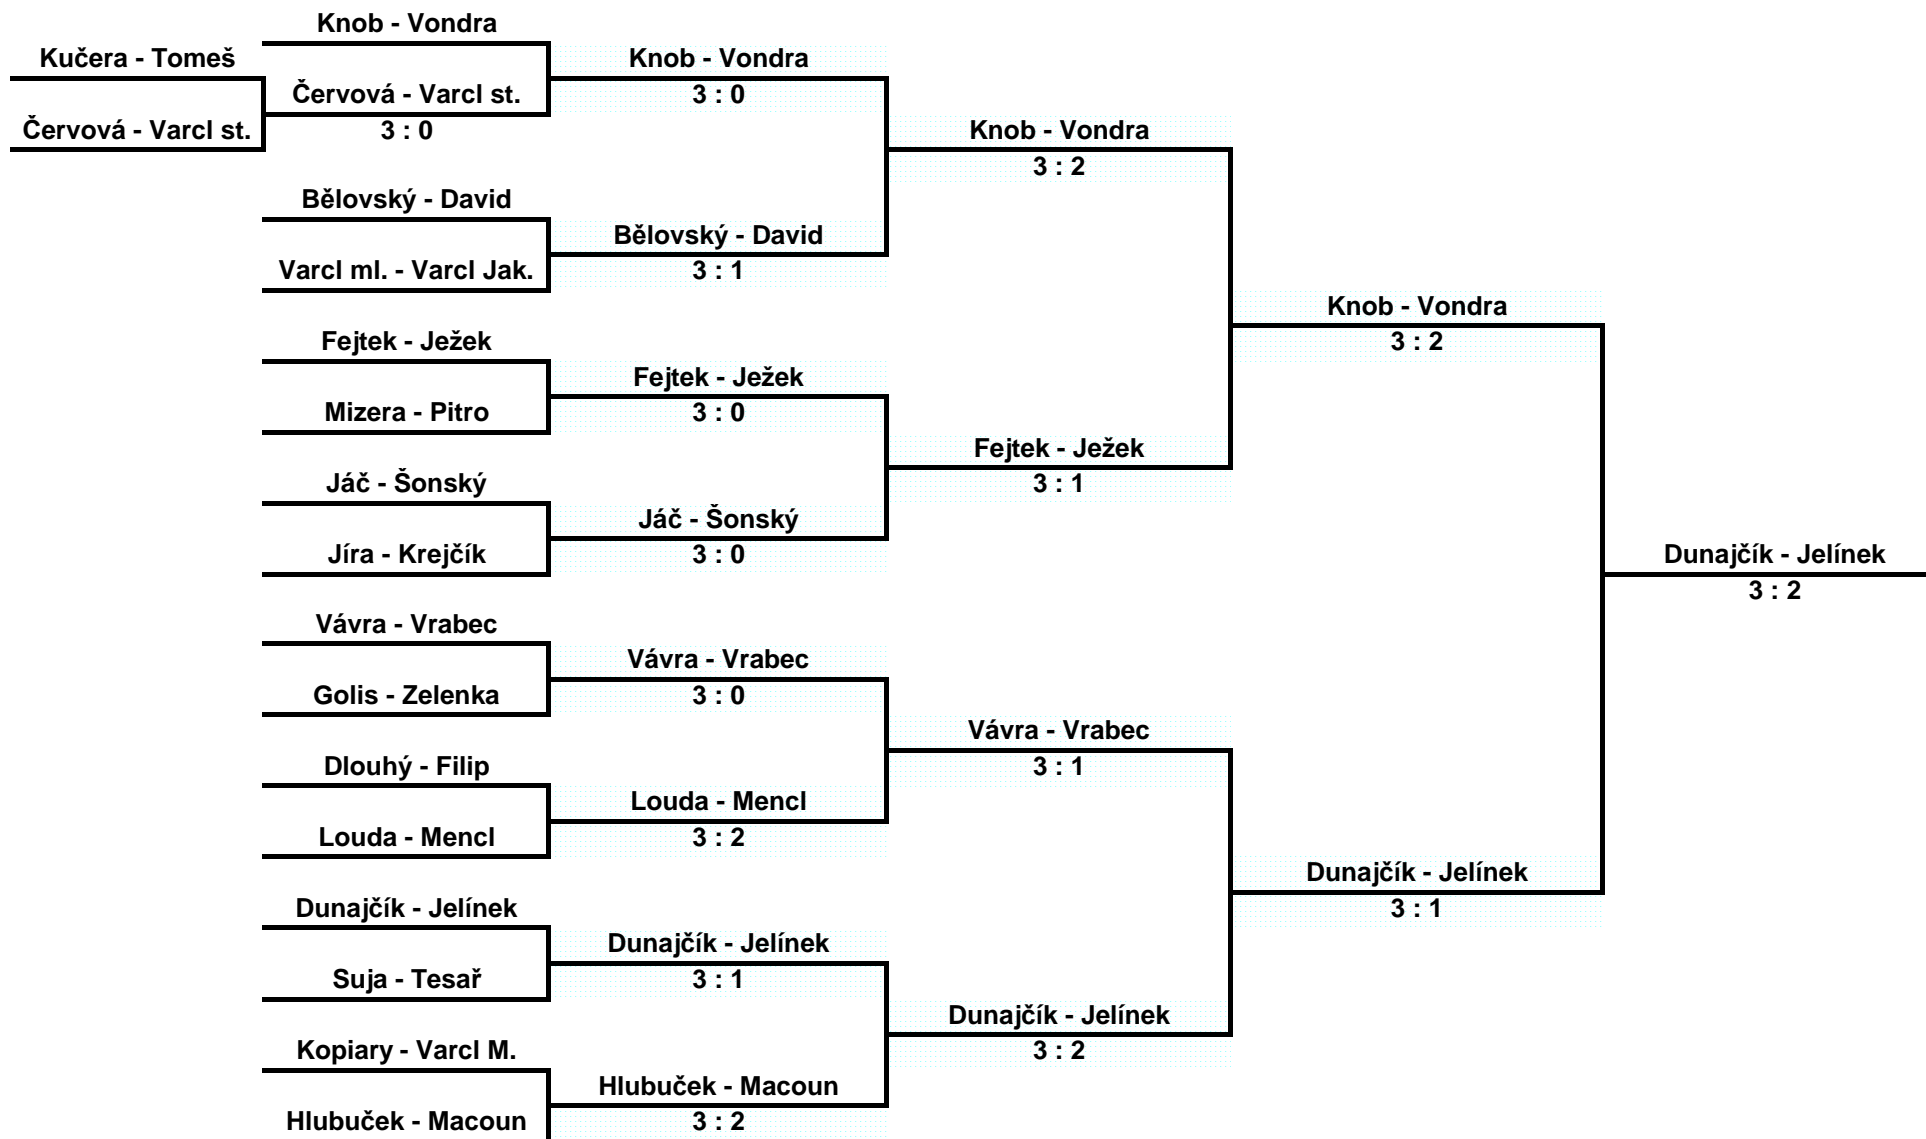 Knob - Vondra
Kučera - Tomeš
Knob - Vondra
Červová - Varcl st.
3 : 0
Červová - Varcl st.
3 : 0
Knob - Vondra
3 : 2
Bělovský - David
Bělovský - David
Varcl ml. - Varcl Jak.
3 : 1
Knob - Vondra
3 : 2
Fejtek - Ježek
Fejtek - Ježek
Mizera - Pitro
3 : 0
Fejtek - Ježek
3 : 1
Jáč - Šonský
Jáč - Šonský
Jíra - Krejčík
3 : 0
Dunajčík - Jelínek
3 : 2
Vávra - Vrabec
Vávra - Vrabec
Golis - Zelenka
3 : 0
Vávra - Vrabec
3 : 1
Dlouhý - Filip
Louda - Mencl
Louda - Mencl
3 : 2
Dunajčík - Jelínek
3 : 1
Dunajčík - Jelínek
Dunajčík - Jelínek
Suja - Tesař
3 : 1
Dunajčík - Jelínek
3 : 2
Kopiary - Varcl M.
Hlubuček - Macoun
Hlubuček - Macoun
3 : 2